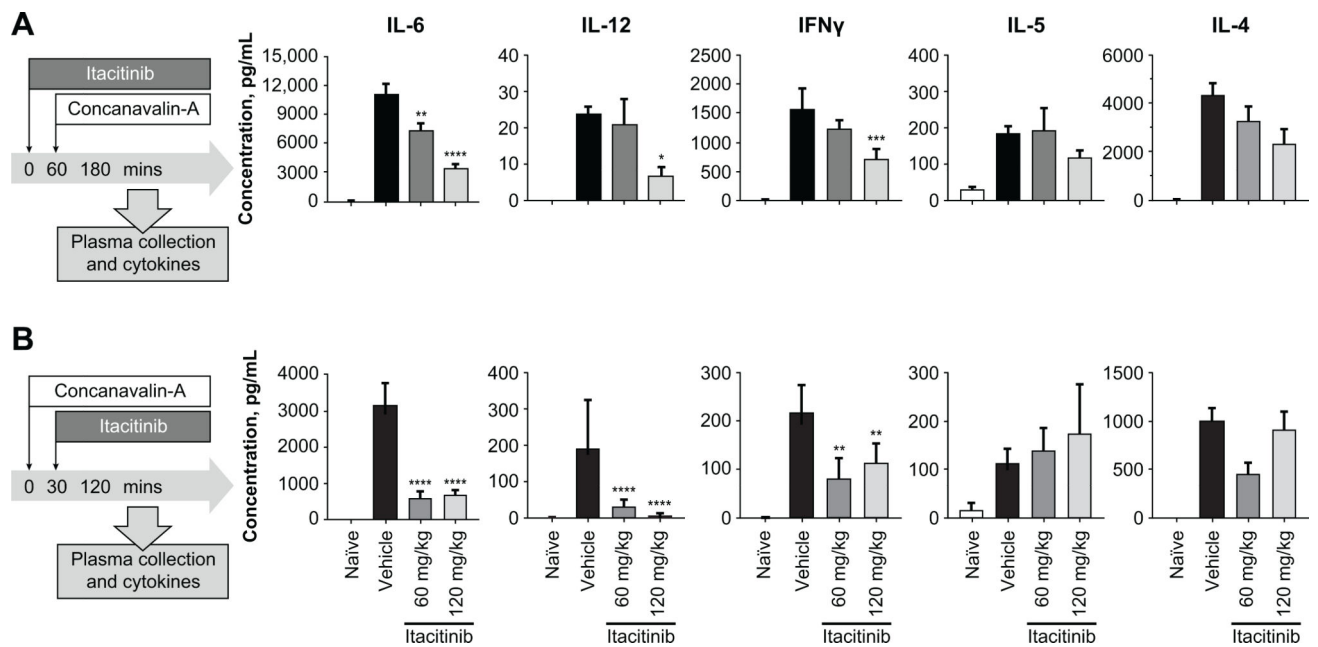 A
Itacitinib
Concanavalin-A
0 60 180 mins
Plasma collection
and cytokines
Concentration, pg/mL
IL-6
15,000
12,000
9000
6000
3000
0
**
****
IL-12
40
30
20
10
0
*
IFNγ
2500
2000
1500
1000
500
0
***
IL-5
400
300
200
100
0
IL-4
6000
4000
2000
0
B
Concanavalin-A
Itacitinib
0 30 120 mins
Plasma collection
and cytokines
Concentration, pg/mL
4000
3000
2000
1000
0
****
****
Naïve
Vehicle
60 mg/kg
120 mg/kg
Itacitinib
400
300
200
100
0
****
****
Naïve
Vehicle
60 mg/kg
120 mg/kg
Itacitinib
300
200
100
0
**
**
Naïve
Vehicle
60 mg/kg
120 mg/kg
Itacitinib
300
200
100
0
Naïve
Vehicle
60 mg/kg
120 mg/kg
Itacitinib
1500
1000
500
0
Naïve
Vehicle
60 mg/kg
120 mg/kg
Itacitinib